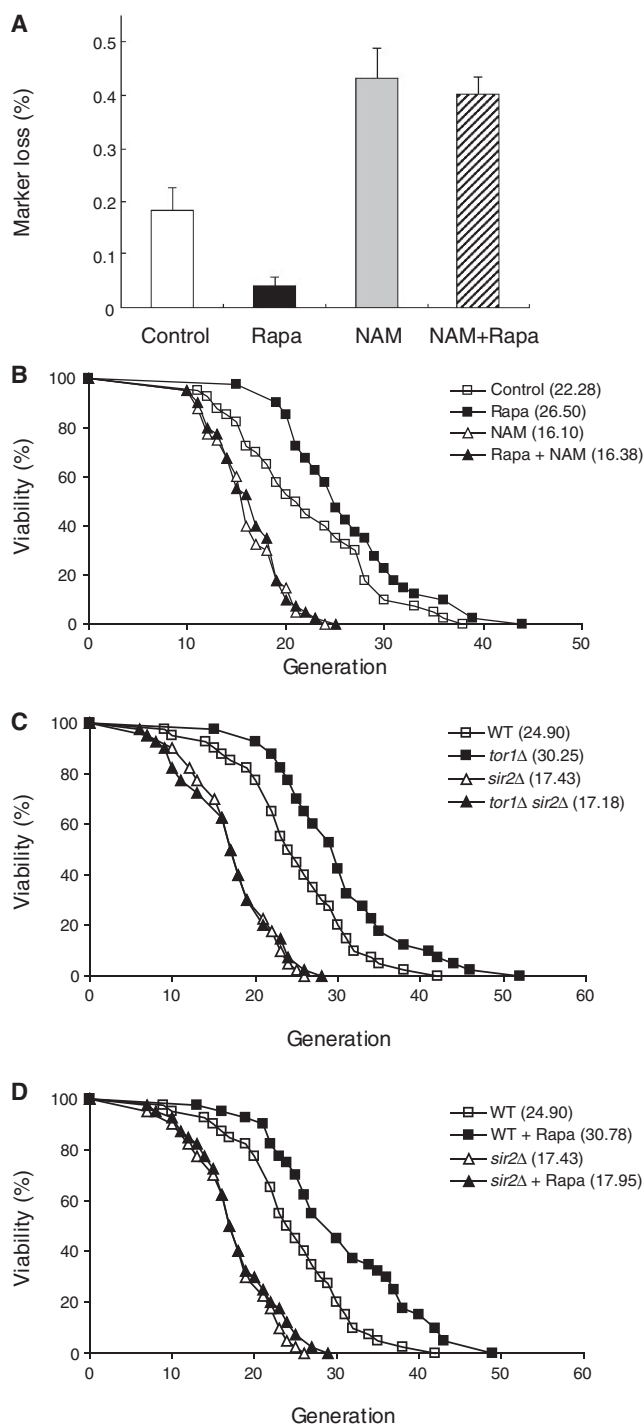 A
Marker loss (%)
0.5
0.4
0.3
0.2
0.1
0
Control Rapa NAM NAM+Rapa
B
Viability (%)
100
80
60
40
20
0
0 10 20 30 40 50
Generation
Control (22.28)
Rapa (26.50)
NAM (16.10)
Rapa + NAM (16.38)
C
Viability (%)
100
80
60
40
20
0
0 10 20 30 40 50 60
Generation
WT (24.90)
tor1Δ (30.25)
sir2Δ (17.43)
tor1Δ sir2Δ (17.18)
D
Viability (%)
100
80
60
40
20
0
0 10 20 30 40 50 60
Generation
WT (24.90)
WT + Rapa (30.78)
sir2Δ (17.43)
sir2Δ + Rapa (17.95)